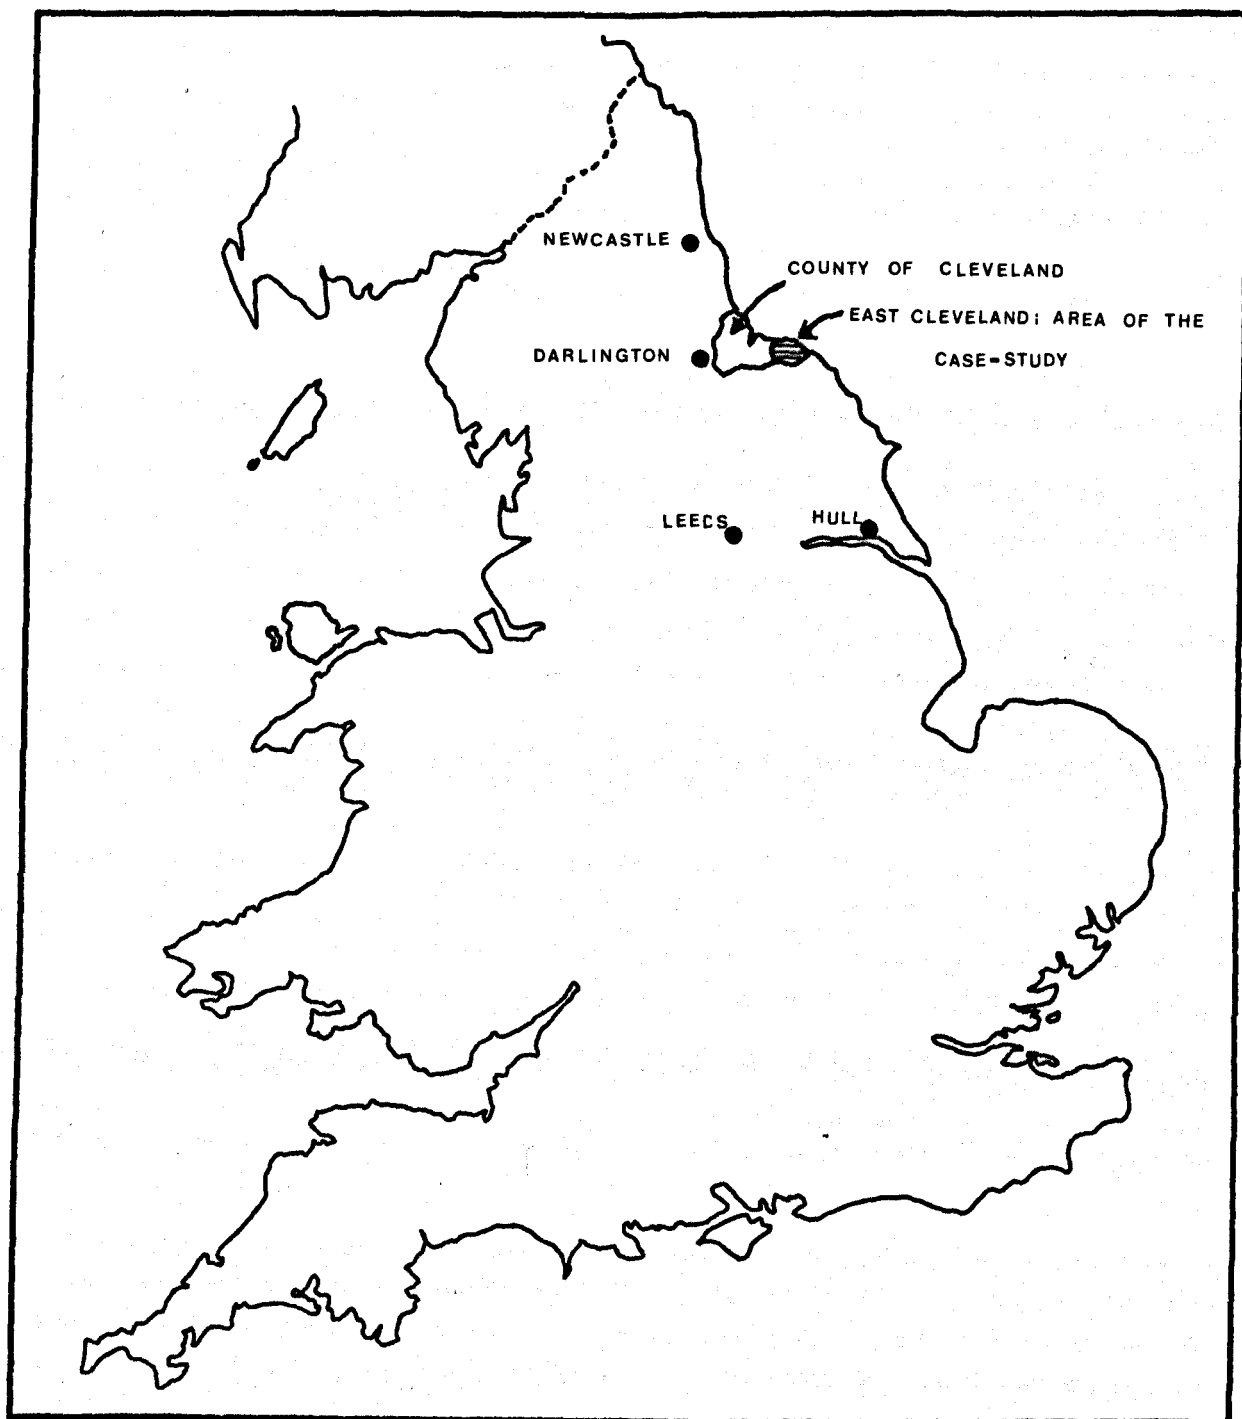 NEWCASTLE
COUNTY OF CLEVELAND
EAST CLEVELAND; AREA OF THE
CASE-STUDY
DARLINGTON
LEEDS
HULL